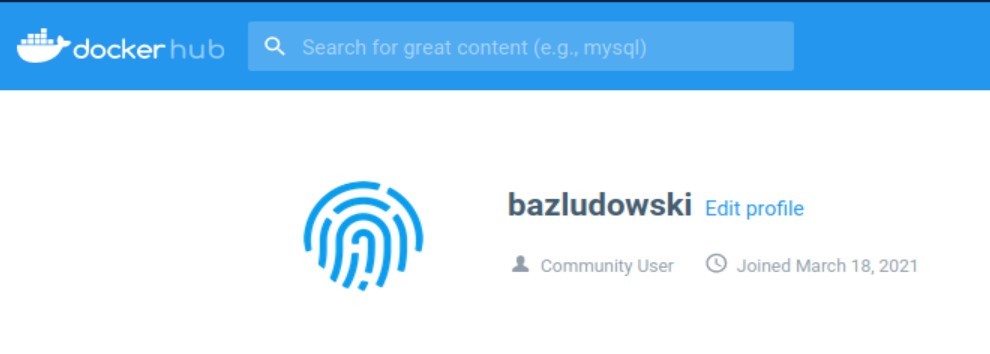 docker hub Search for great content (e.g., mysql)
bazludowski Edit profile
Community User Joined March 18, 2021